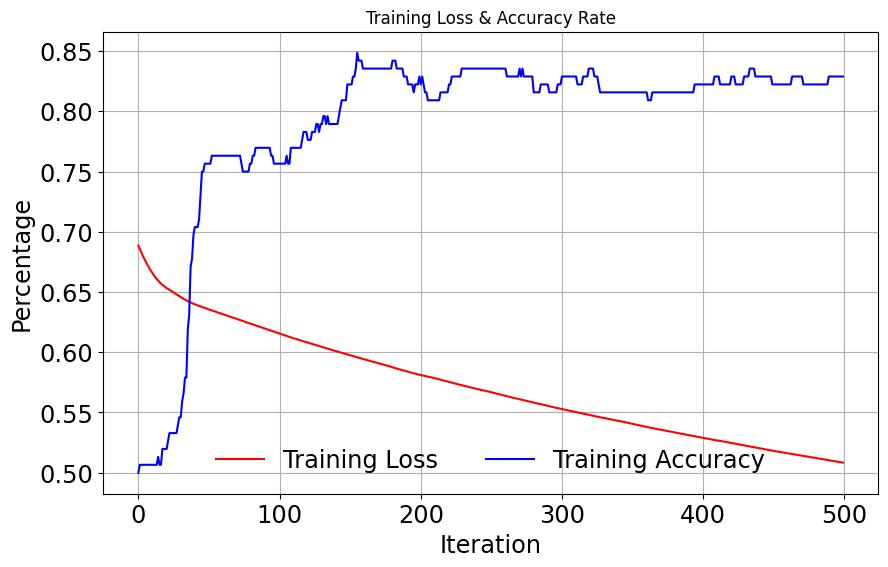 Training Loss & Accuracy Rate
Percentage
0.85
0.80
0.75
0.70
0.65
0.60
0.55
0.50
Training Loss Training Accuracy
0 100 200 300 400 500
Iteration